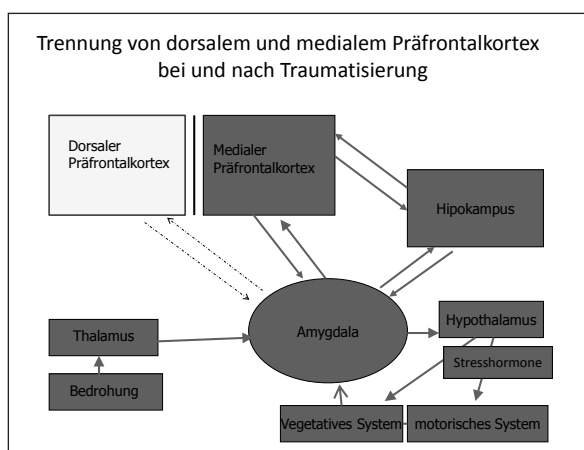 Trennung von dorsalem und medialem Präfrontalkortex
bei und nach Traumatisierung
Dorsaler
Präfrontalkortex
Medialer
Präfrontalkortex
Hipokampus
Amygdala
Hypothalamus
Thalamus
Stresshormone
Bedrohung
Vegetatives System
motorisches System